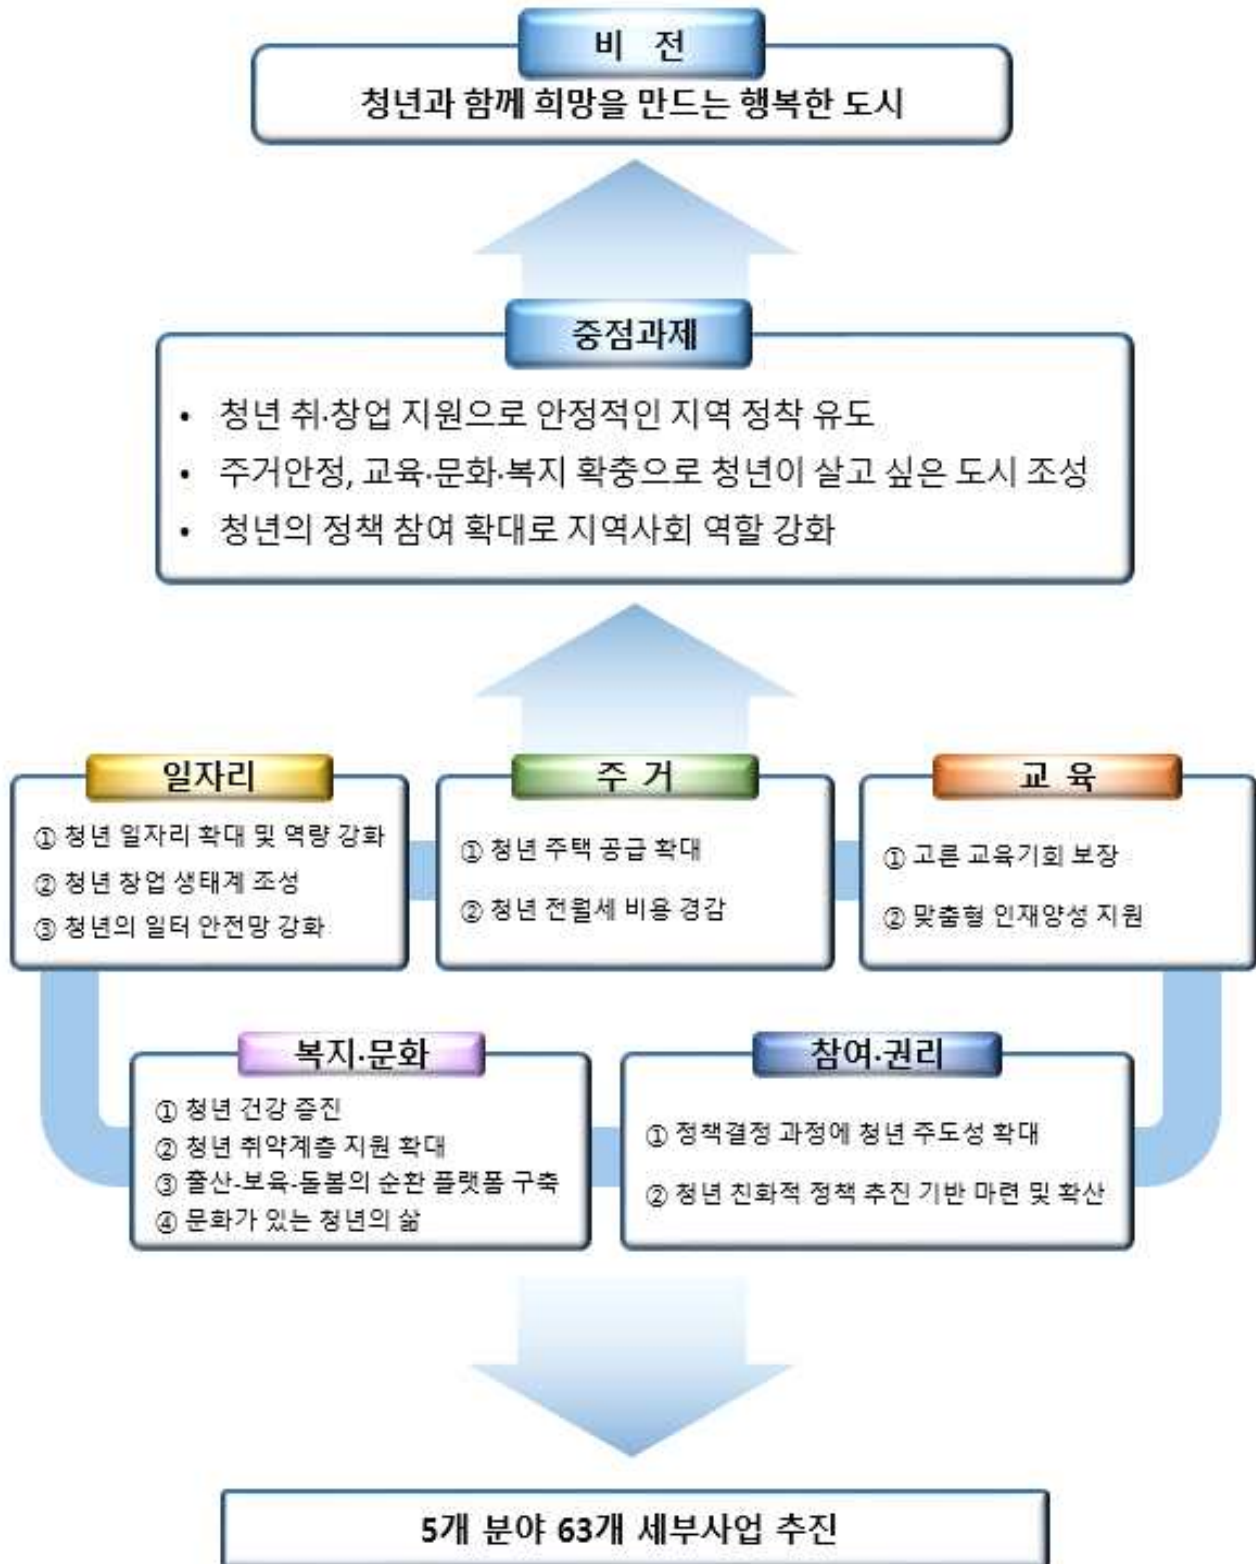 비 전
청년과 함께 희망을 만드는 행복한 도시
중점과제
• 청년 취·창업 지원으로 안정적인 지역 정착 유도
• 주거안정, 교육·문화·복지 확충으로 청년이 살고 싶은 도시 조성
• 청년의 정책 참여 확대로 지역사회 역할 강화
일자리
① 청년 일자리 확대 및 역량 강화
② 청년 창업 생태계 조성
③ 청년의 일터 안전망 강화
주 거
① 청년 주택 공급 확대
② 청년 전월세 비용 경감
교 육
① 고른 교육기회 보장
② 맞춤형 인재양성 지원
복지·문화
① 청년 건강 증진
② 청년 취약계층 지원 확대
③ 출산-보육-돌봄의 순환 플랫폼 구축
④ 문화가 있는 청년의 삶
참여·권리
① 정책결정 과정에 청년 주도성 확대
② 청년 친화적 정책 추진 기반 마련 및 확산
5개 분야 63개 세부사업 추진